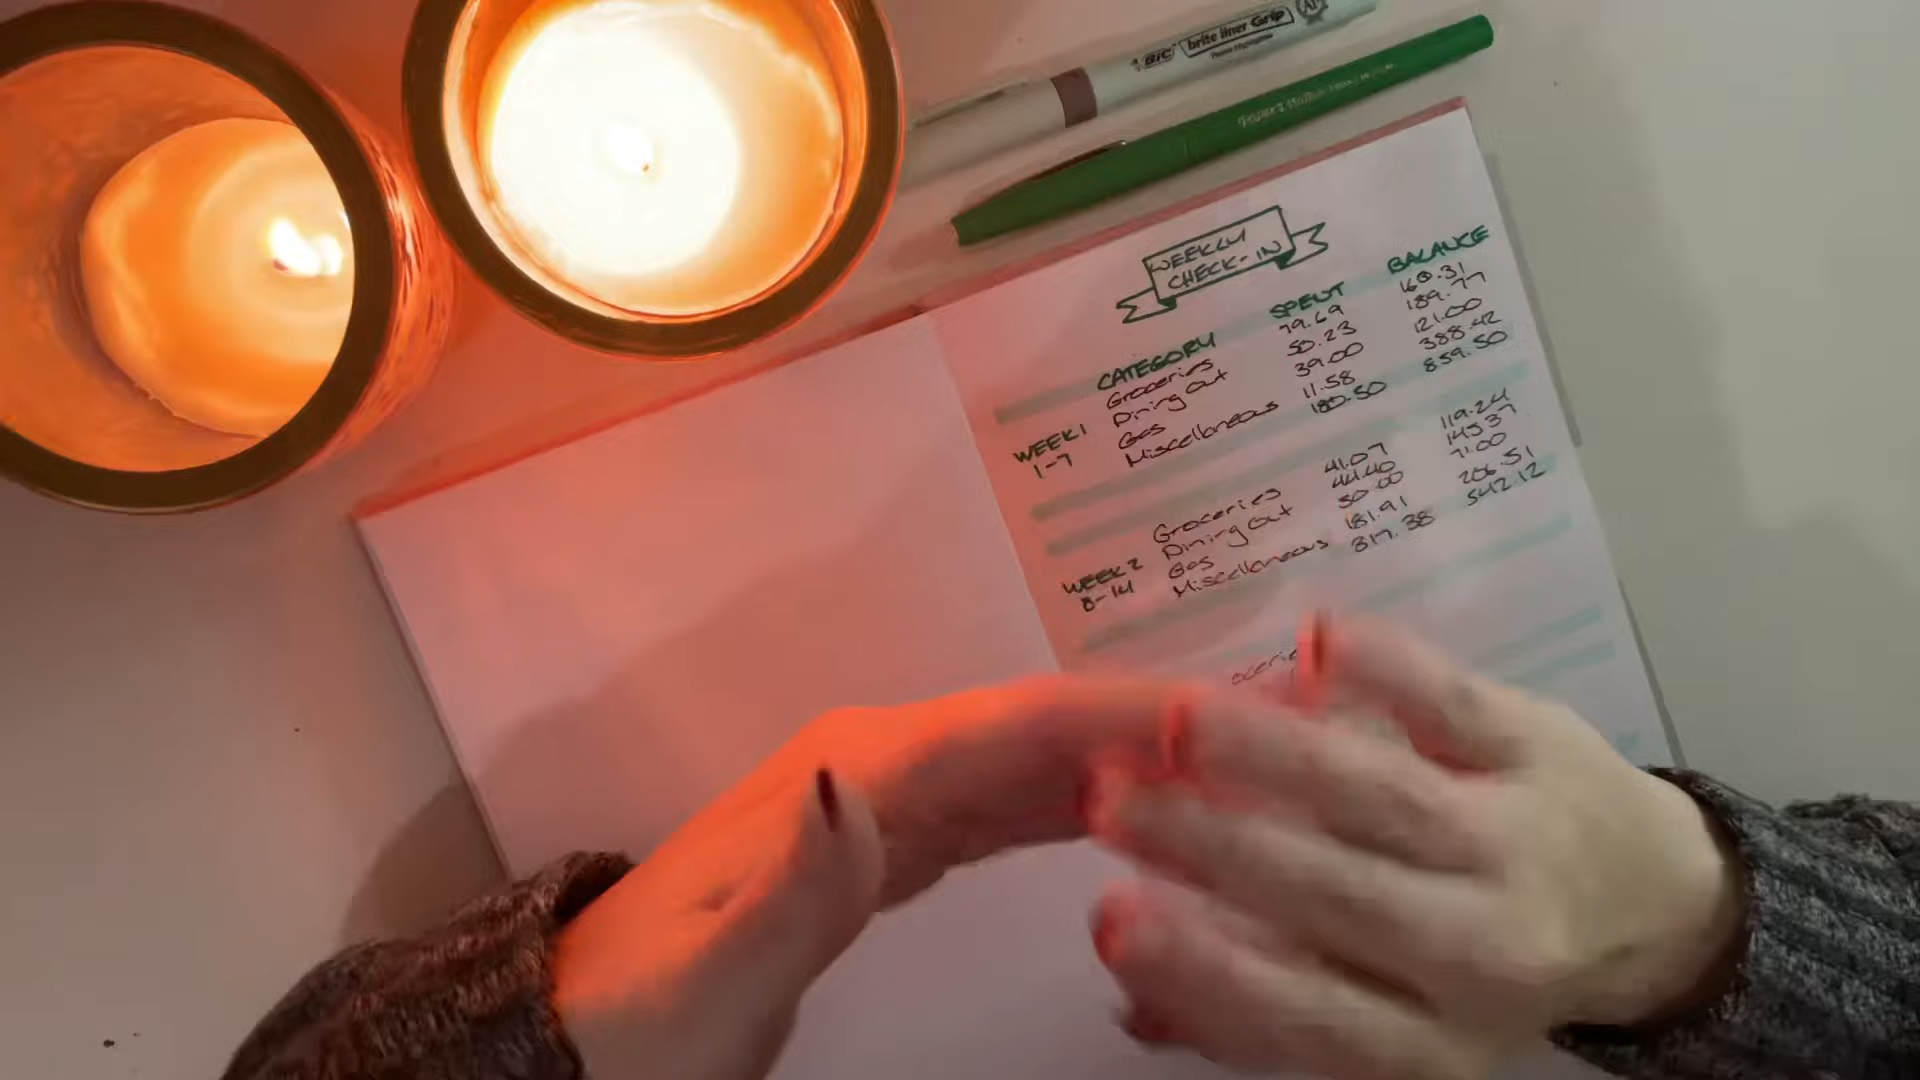 BIC brite liner Grip
WEEKLY
CHECK-IN
CATEGORY SPENT BALANCE
Groceries 79.69 160.31
Dining out 50.23 189.77
WEEK 1 Gas 39.00 121.00
1-7 Miscellaneous 11.58 388.42
180.50 859.50
Groceries 41.07 119.24
Dining out 44.40 145.37
WEEK 2 Gas 50.00 71.00
8-14 Miscellaneous 181.91 206.51
317.38 542.12